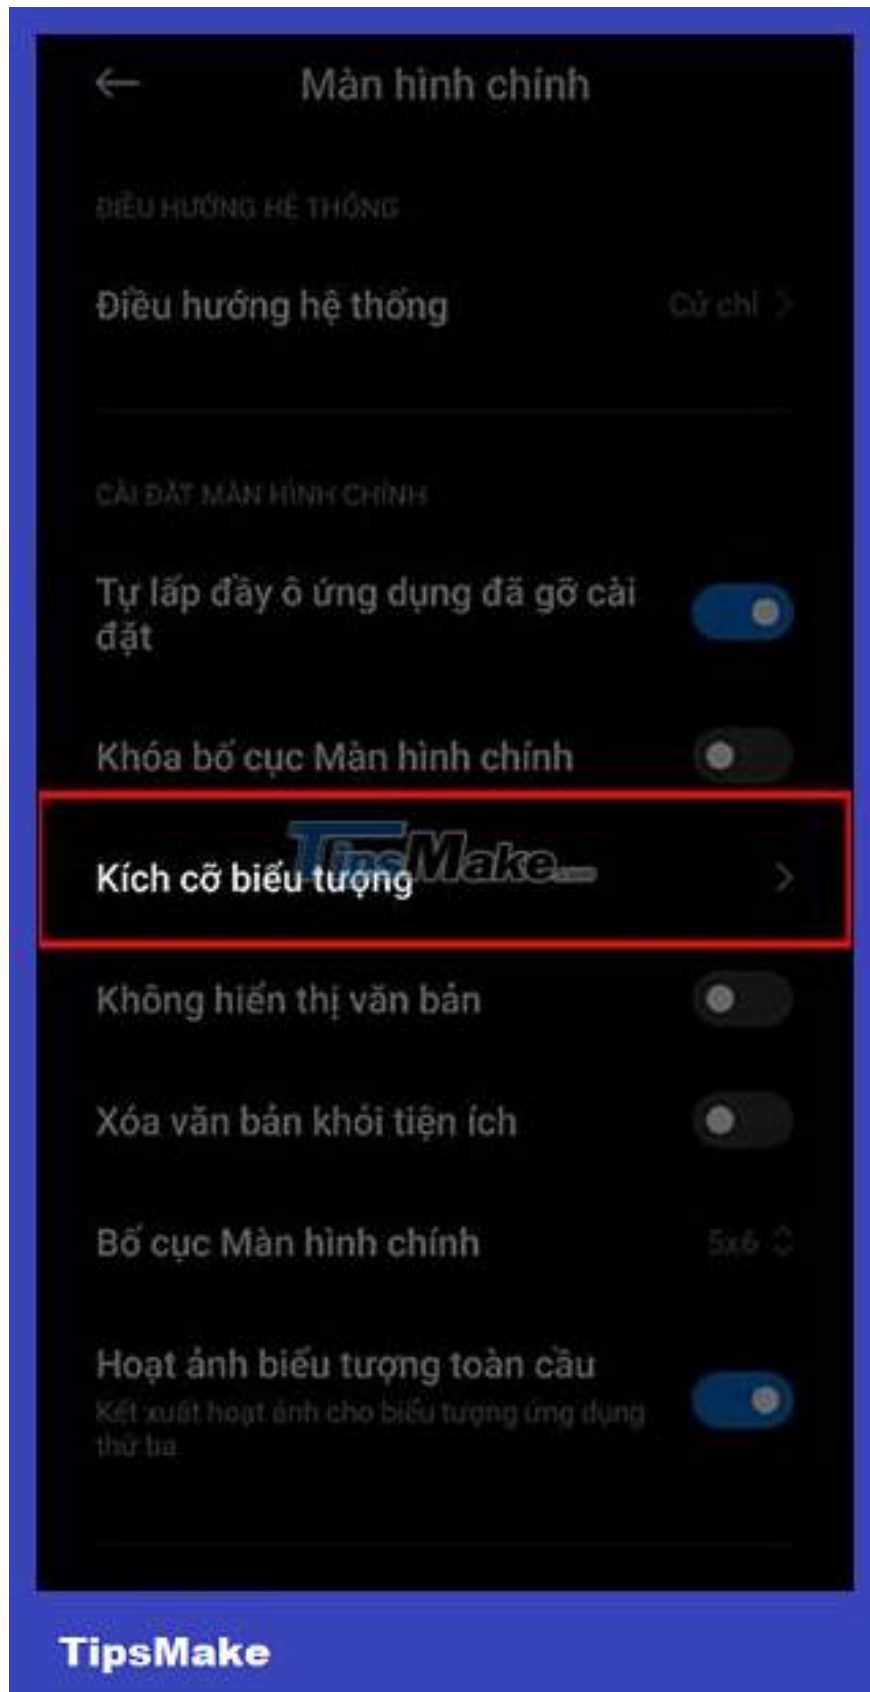 Màn hình chính
ĐIỀU HƯỚNG HỆ THỐNG
Điều hướng hệ thống
Cử chỉ
CÀI ĐẶT MÀN HÌNH CHÍNH
Tự lấp đầy ô ứng dụng đã gỡ cài
đặt
Khóa bố cục Màn hình chính
TipsMake.com
Kích cỡ biểu tượng
Không hiển thị văn bản
Xóa văn bản khỏi tiện ích
Bố cục Màn hình chính
5x6
Hoạt ảnh biểu tượng toàn cầu
Kết xuất hoạt ảnh cho biểu tượng ứng dụng
thứ ba
TipsMake